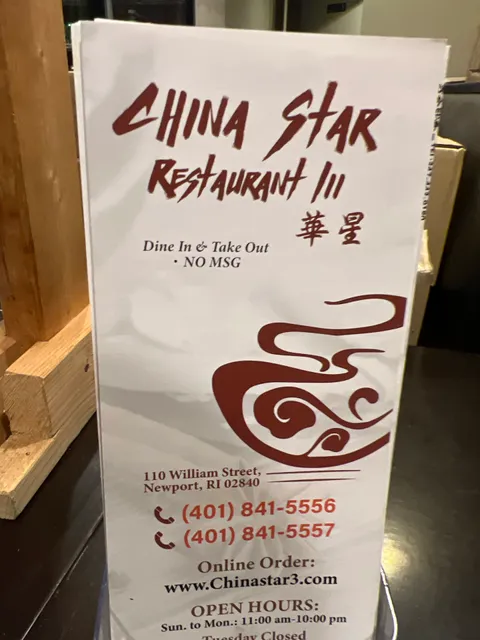 CHINA STAR
RESTAURANT III
華星
Dine In & Take Out
· NO MSG
110 William Street,
Newport, RI 02840
(401) 841-5556
(401) 841-5557
Online Order:
www.Chinastar3.com
OPEN HOURS:
Sun. to Mon.: 11:00 am-10:00 pm
Tuesday Closed